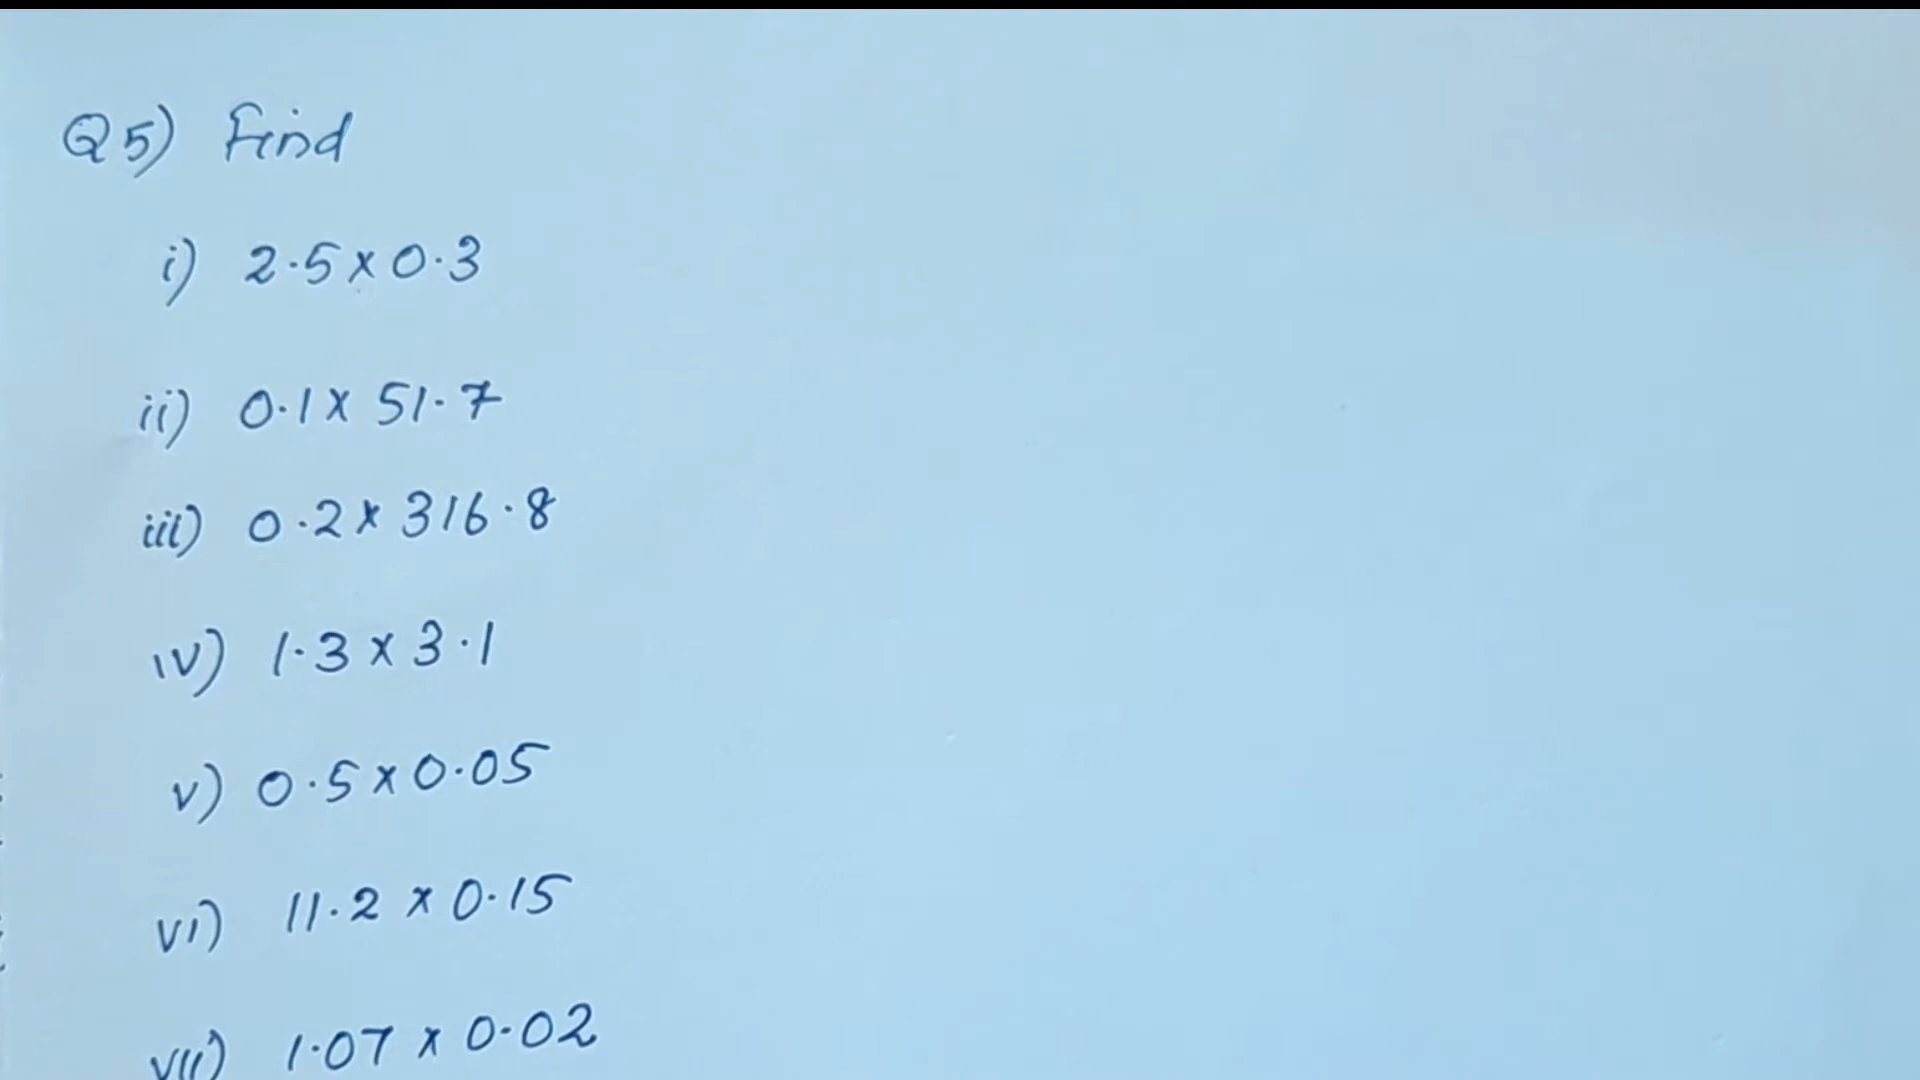 Q5) Find
i) 2.5 x 0.3
ii) 0.1 x 51.7
iii) 0.2 x 316.8
iv) 1.3 x 3.1
v) 0.5 x 0.05
vi) 11.2 x 0.15
vii) 1.07 x 0.02